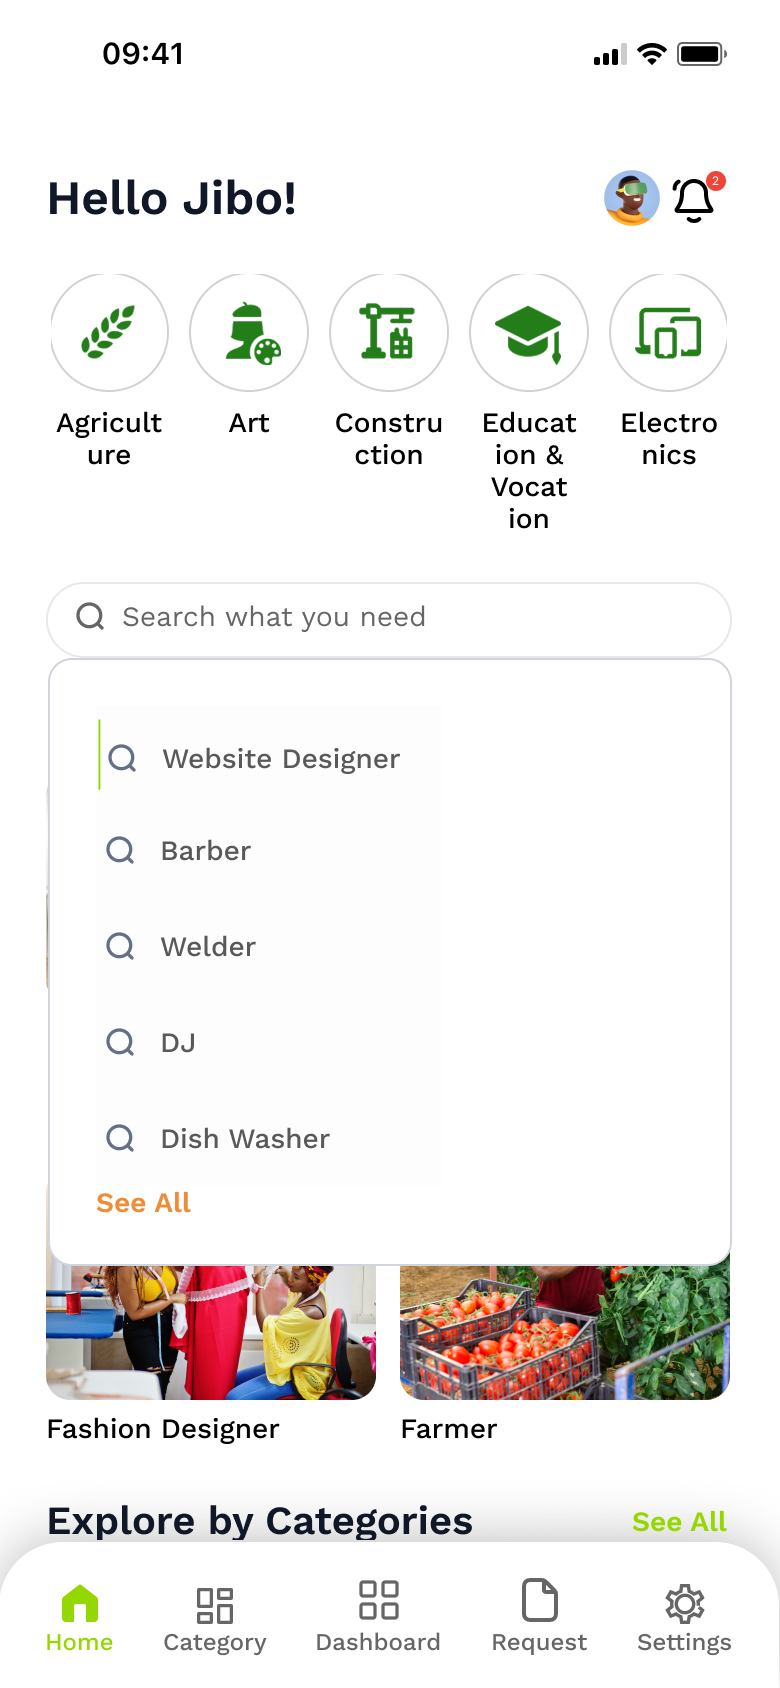 09:41
Hello Jibo!
2
Agricult
ure
Art
Constru
ction
Educat
ion &
Vocat
ion
Electro
nics
Search what you need
Website Designer
Barber
Welder
DJ
Dish Washer
See All
Fashion Designer
Farmer
Explore by Categories
See All
Home
Category
Dashboard
Request
Settings